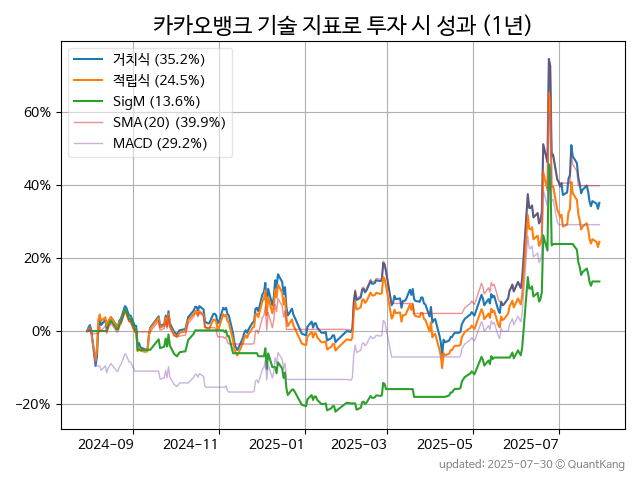 카카오뱅크 기술 지표로 투자 시 성과 (1년)
거치식 (35.2%)
적립식 (24.5%)
SigM (13.6%)
SMA(20) (39.9%)
MACD (29.2%)
60%
40%
20%
0%
−20%
2024-09 2024-11 2025-01 2025-03 2025-05 2025-07
updated: 2025-07-30 © QuantKang